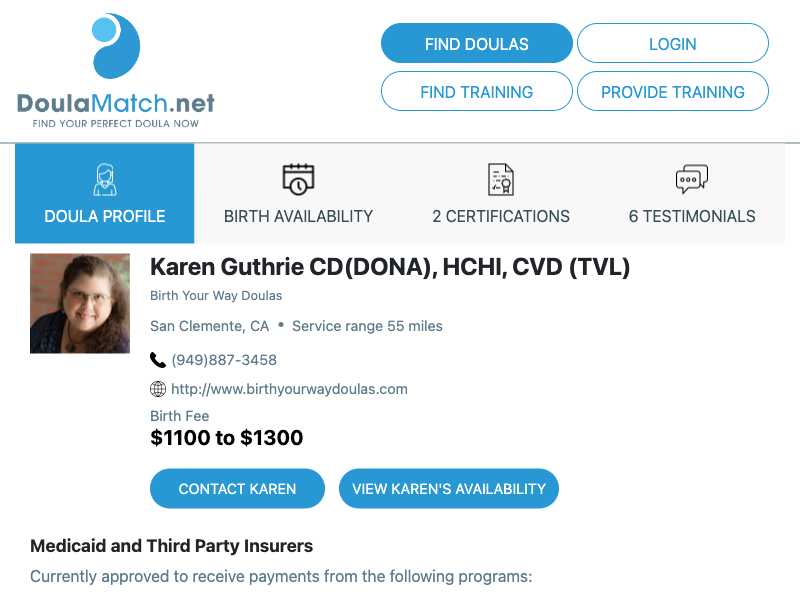 DoulaMatch.net
FIND YOUR PERFECT DOULA NOW
FIND DOULAS
LOGIN
FIND TRAINING
PROVIDE TRAINING
DOULA PROFILE
BIRTH AVAILABILITY
2 CERTIFICATIONS
6 TESTIMONIALS
Karen Guthrie CD(DONA), HCHI, CVD (TVL)
Birth Your Way Doulas
San Clemente, CA • Service range 55 miles
(949)887-3458
http://www.birthyourwaydoulas.com
Birth Fee
$1100 to $1300
CONTACT KAREN
VIEW KAREN'S AVAILABILITY
Medicaid and Third Party Insurers
Currently approved to receive payments from the following programs: